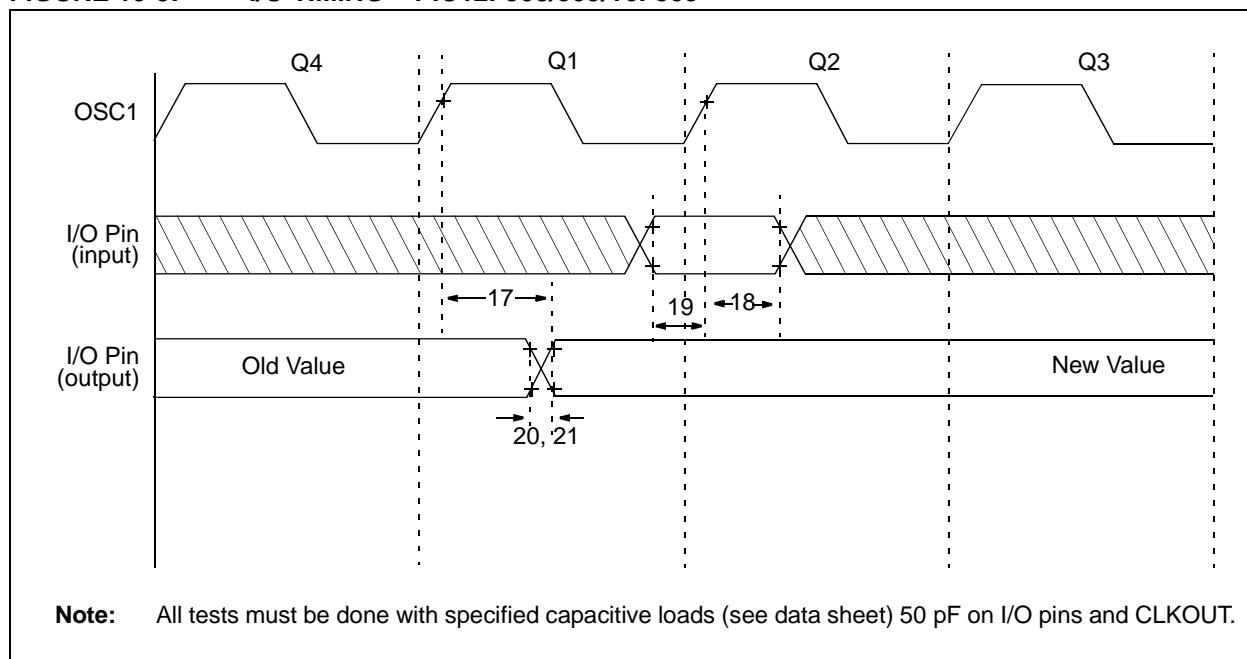 Q4 Q1 Q2 Q3
OSC1
I/O Pin
(input)
17
19
18
I/O Pin
(output)
Old Value
New Value
20, 21
Note: All tests must be done with specified capacitive loads (see data sheet) 50 pF on I/O pins and CLKOUT.